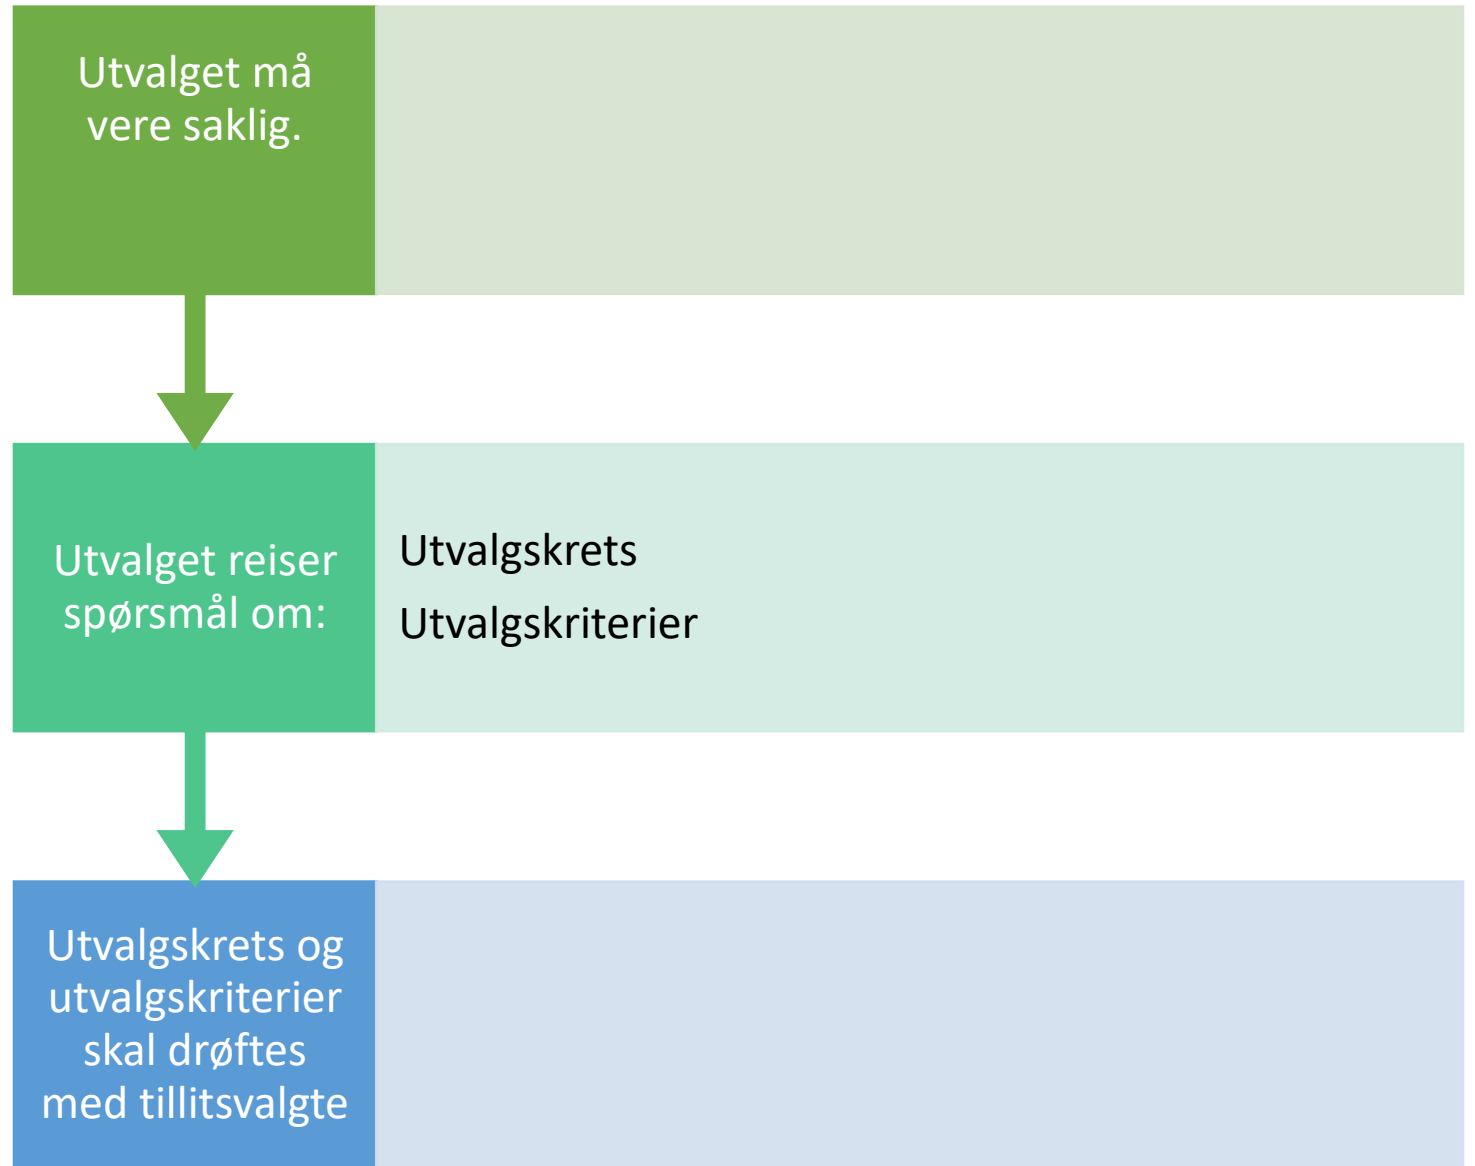 Utvalget må
vere saklig.
Utvalget reiser
spørsmål om:
Utvalgskrets
Utvalgskriterier
Utvalgskrets og
utvalgskriterier
skal drøftes
med tillitsvalgte